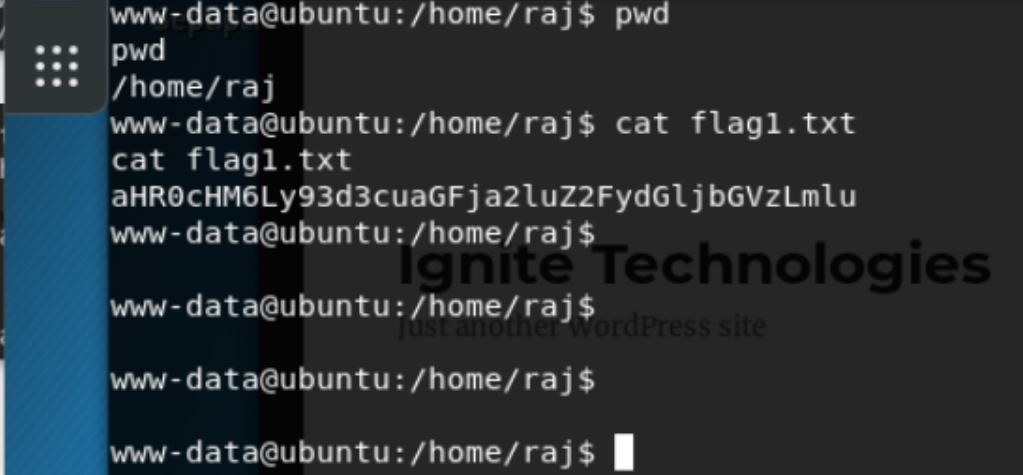 www-data@ubuntu:/home/raj$ pwd
pwd
/home/raj
www-data@ubuntu:/home/raj$ cat flag1.txt
cat flag1.txt
aHR0cHM6Ly93d3cuaGFja2luZ2FydGljbGVzLmlu
www-data@ubuntu:/home/raj$
Ignite Technologies
www-data@ubuntu:/home/raj$
Just another WordPress site
www-data@ubuntu:/home/raj$
www-data@ubuntu:/home/raj$